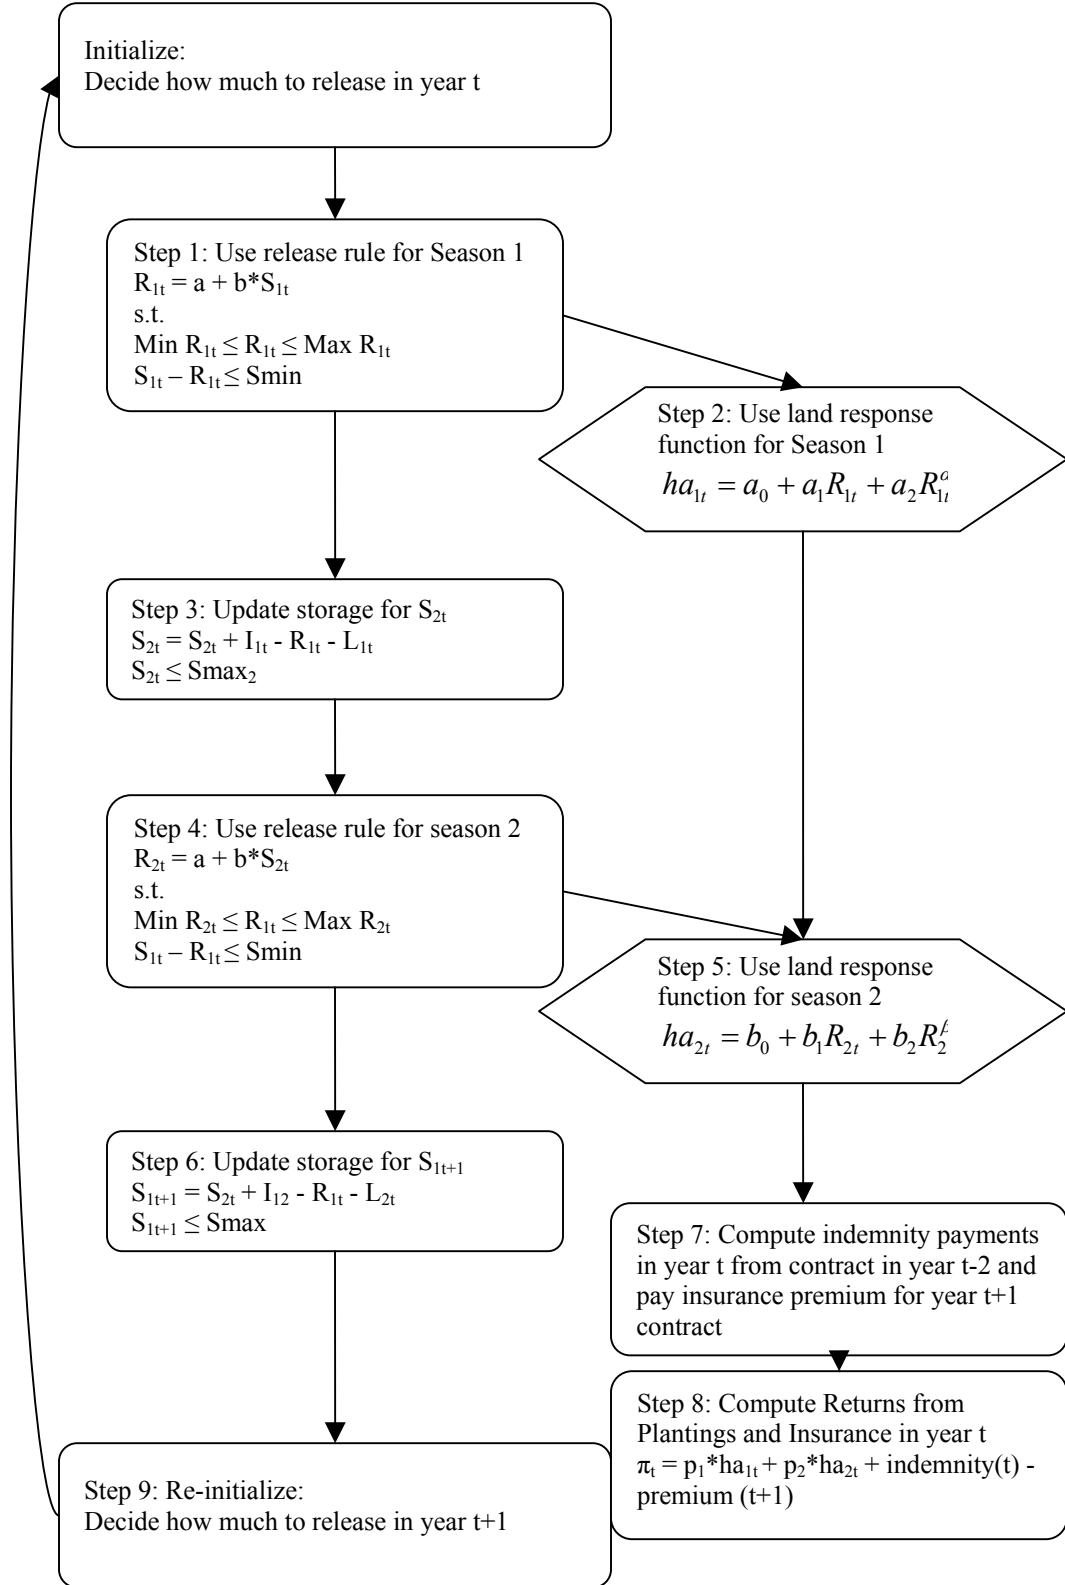 Initialize:
Decide how much to release in year t
Step 1: Use release rule for Season 1
R₁ₜ = a + b*S₁ₜ
s.t.
Min R₁ₜ ≤ R₁ₜ ≤ Max R₁ₜ
S₁ₜ – R₁ₜ ≤ Smin
Step 2: Use land response
function for Season 1
ha₁ₜ = a₀ + a₁R₁ₜ + a₂R₁ₜ
Step 3: Update storage for S₂ₜ
S₂ₜ = S₂ₜ + I₁ₜ - R₁ₜ - L₁ₜ
S₂ₜ ≤ Smax₂
Step 4: Use release rule for season 2
R₂ₜ = a + b*S₂ₜ
s.t.
Min R₂ₜ ≤ R₁ₜ ≤ Max R₂ₜ
S₁ₜ – R₁ₜ ≤ Smin
Step 5: Use land response
function for season 2
ha₂ₜ = b₀ + b₁R₂ₜ + b₂R₂
Step 6: Update storage for S₁ₜ₊₁
S₁ₜ₊₁ = S₂ₜ + I₁₂ - R₁ₜ - L₂ₜ
S₁ₜ₊₁ ≤ Smax
Step 7: Compute indemnity payments
in year t from contract in year t-2 and
pay insurance premium for year t+1
contract
Step 8: Compute Returns from
Plantings and Insurance in year t
πₜ = p₁*ha₁ₜ + p₂*ha₂ₜ + indemnity(t) -
premium (t+1)
Step 9: Re-initialize:
Decide how much to release in year t+1